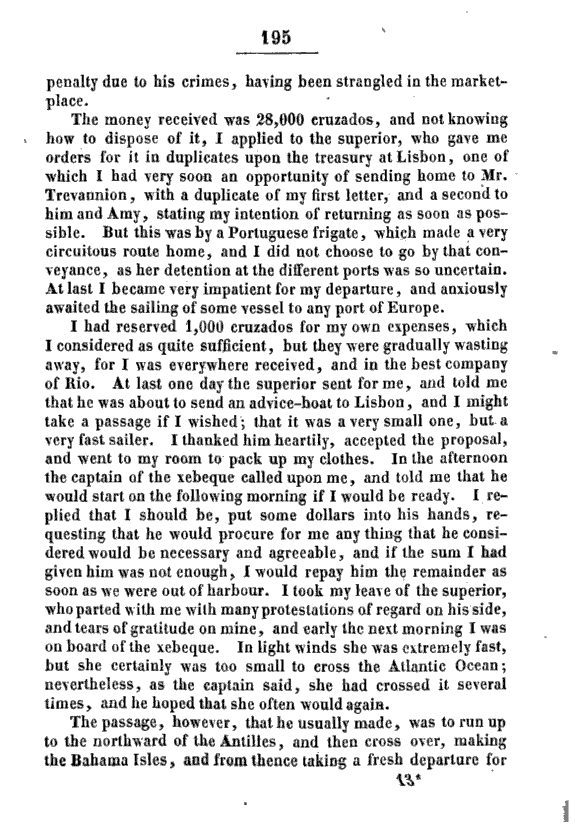 195
penalty due to his crimes, having been strangled in the market-
place.
The money received was 28,000 cruzados, and not knowing
how to dispose of it, I applied to the superior, who gave me
orders for it in duplicates upon the treasury at Lisbon, one of
which I had very soon an opportunity of sending home to Mr.
Trevannion, with a duplicate of my first letter, and a second to
him and Amy, stating my intention of returning as soon as pos-
sible. But this was by a Portuguese frigate, which made a very
circuitous route home, and I did not choose to go by that con-
veyance, as her detention at the different ports was so uncertain.
At last I became very impatient for my departure, and anxiously
awaited the sailing of some vessel to any port of Europe.
I had reserved 1,000 cruzados for my own expenses, which
I considered as quite sufficient, but they were gradually wasting
away, for I was everywhere received, and in the best company
of Rio. At last one day the superior sent for me, and told me
that he was about to send an advice-boat to Lisbon, and I might
take a passage if I wished; that it was a very small one, but a
very fast sailer. I thanked him heartily, accepted the proposal,
and went to my room to pack up my clothes. In the afternoon
the captain of the xebeque called upon me, and told me that he
would start on the following morning if I would be ready. I re-
plied that I should be, put some dollars into his hands, re-
questing that he would procure for me any thing that he consi-
dered would be necessary and agreeable, and if the sum I had
given him was not enough, I would repay him the remainder as
soon as we were out of harbour. I took my leave of the superior,
who parted with me with many protestations of regard on his side,
and tears of gratitude on mine, and early the next morning I was
on board of the xebeque. In light winds she was extremely fast,
but she certainly was too small to cross the Atlantic Ocean;
nevertheless, as the captain said, she had crossed it several
times, and he hoped that she often would again.
The passage, however, that he usually made, was to run up
to the northward of the Antilles, and then cross over, making
the Bahama Isles, and from thence taking a fresh departure for
13*